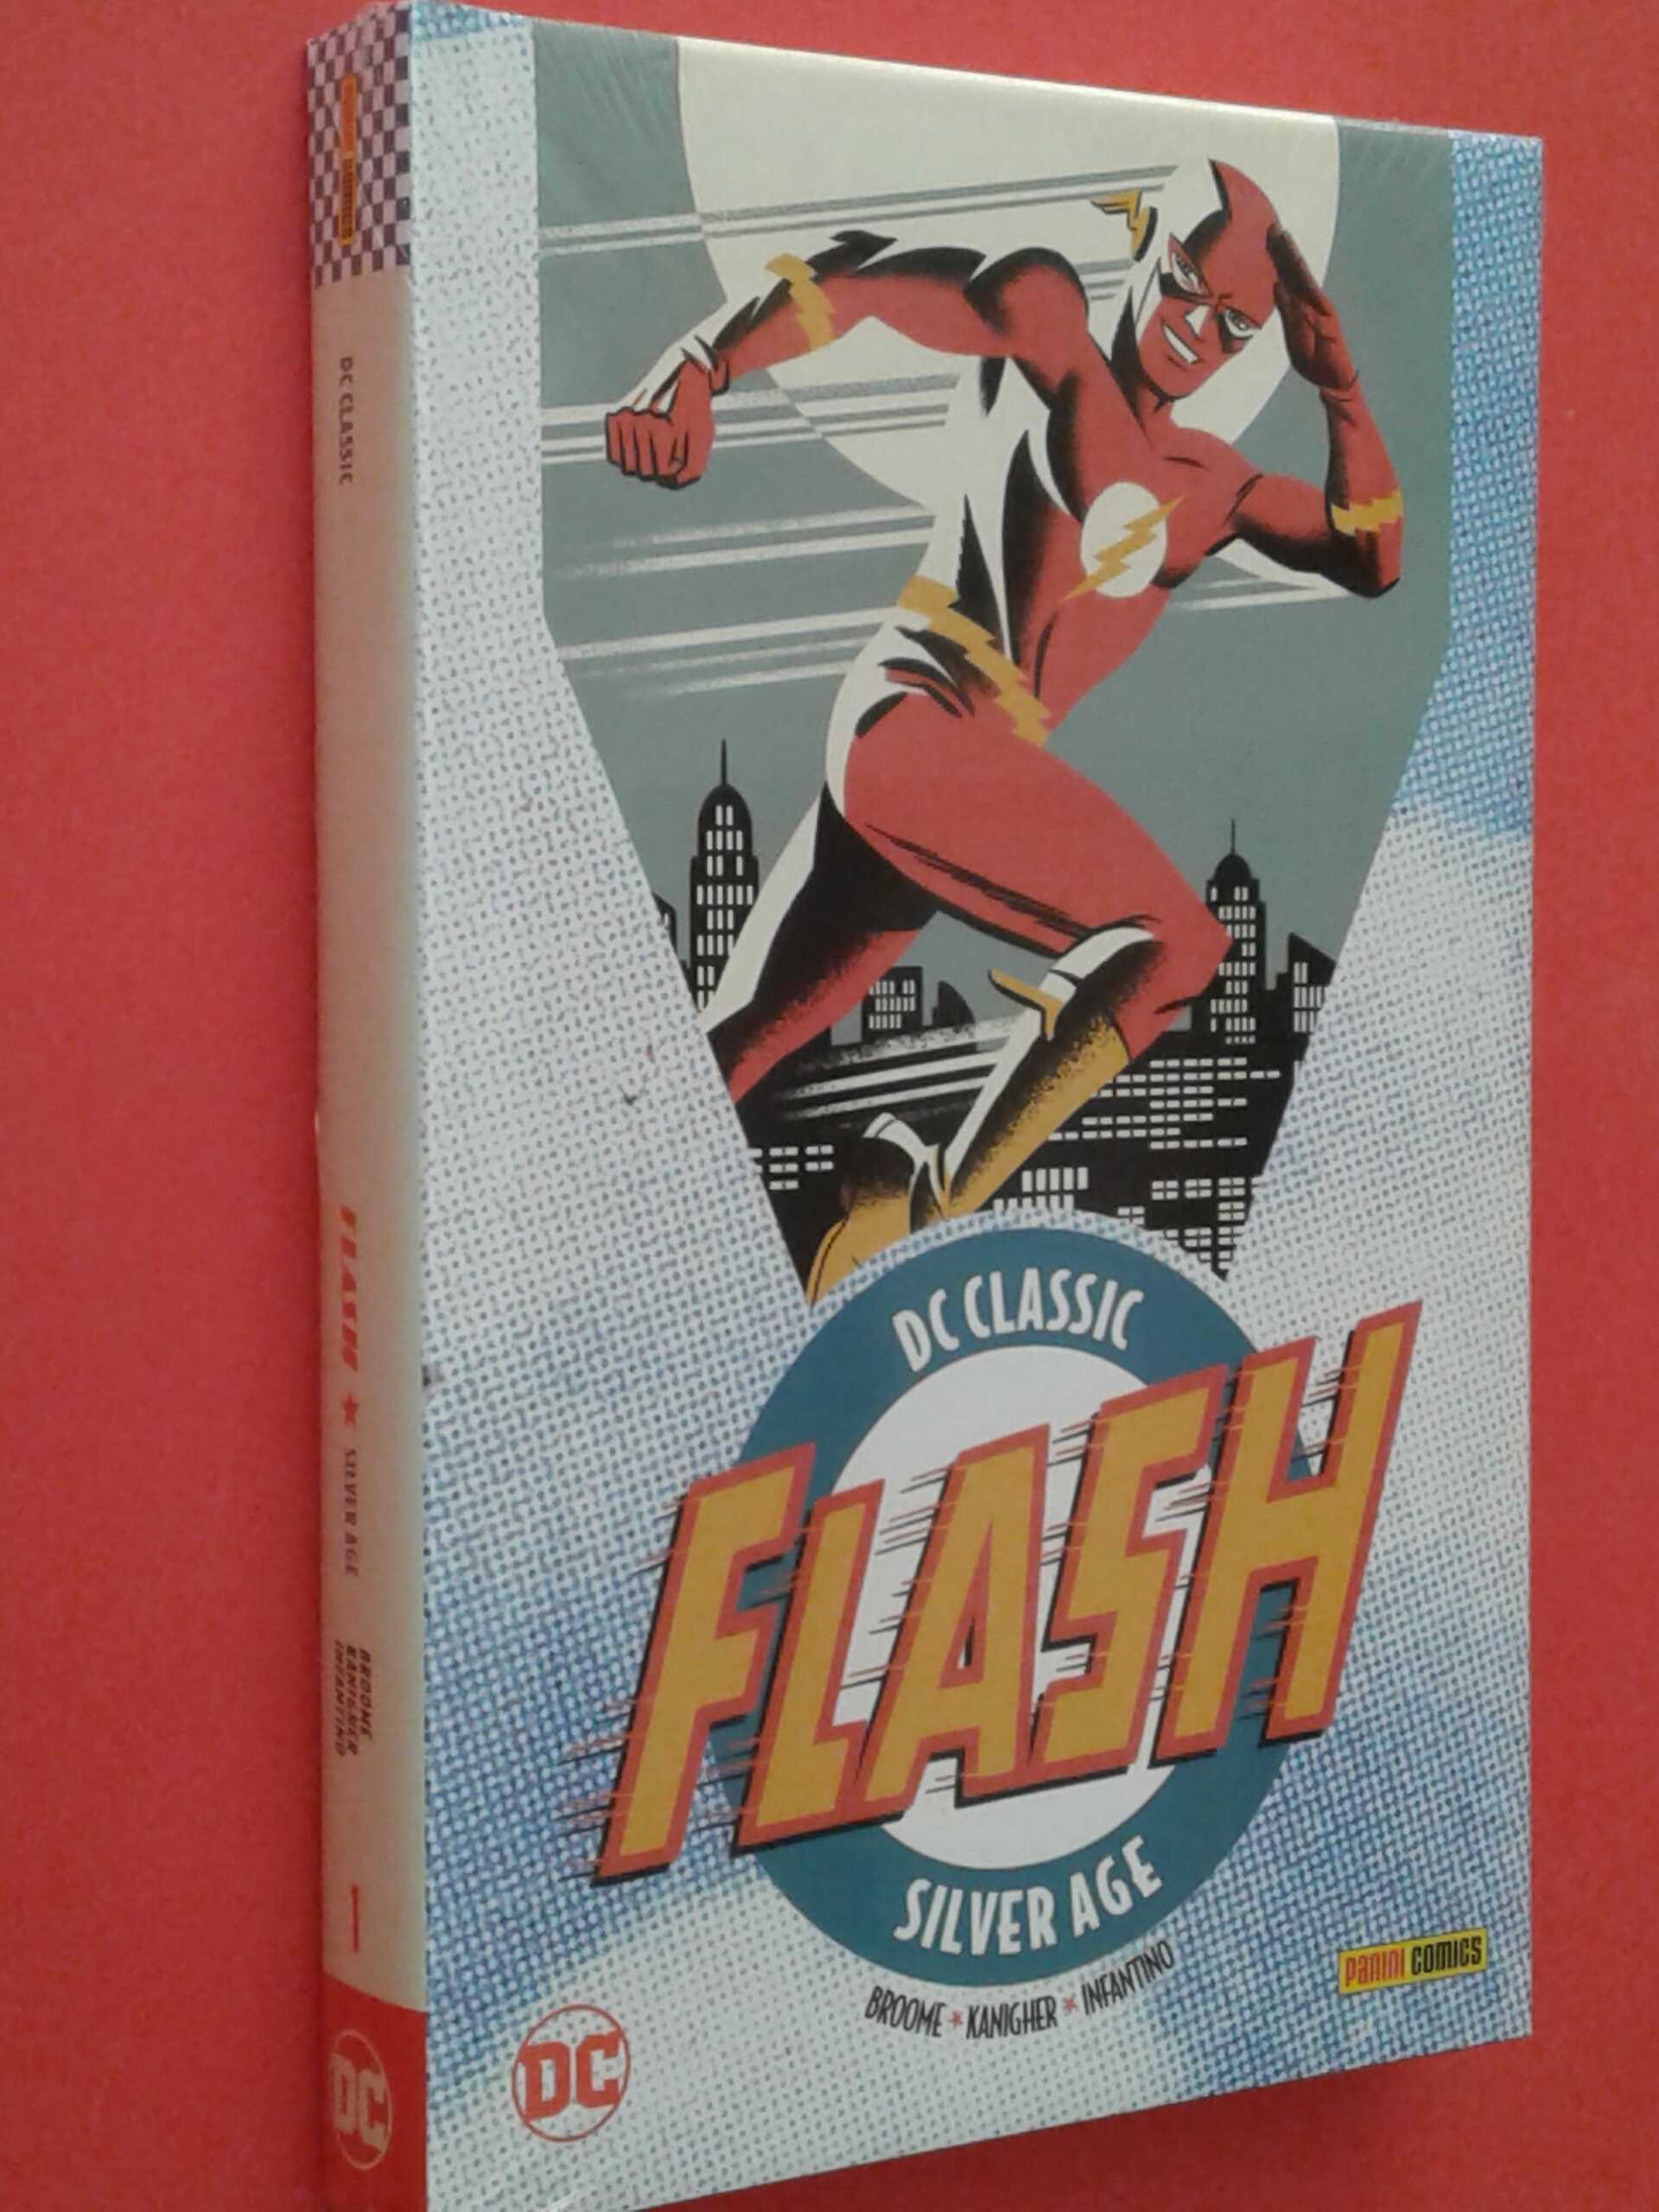 DC CLASSIC
FLASH ★ SILVER AGE
BROOME
KANIGHER
INFANTINO
1
DC
DC CLASSIC
FLASH
SILVER AGE
BROOME ★ KANIGHER ★ INFANTINO
PANINI COMICS
DC